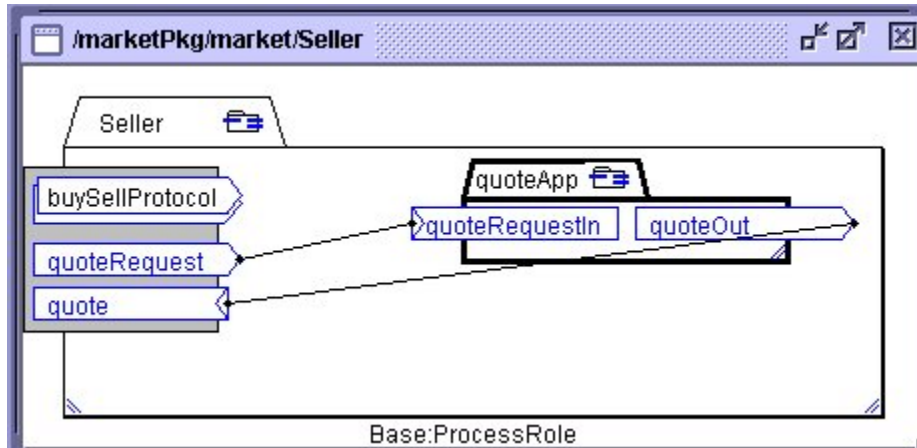 /marketPkg/market/Seller
Seller
quoteApp
buySellProtocol
quoteRequestIn
quoteOut
quoteRequest
quote
Base:ProcessRole